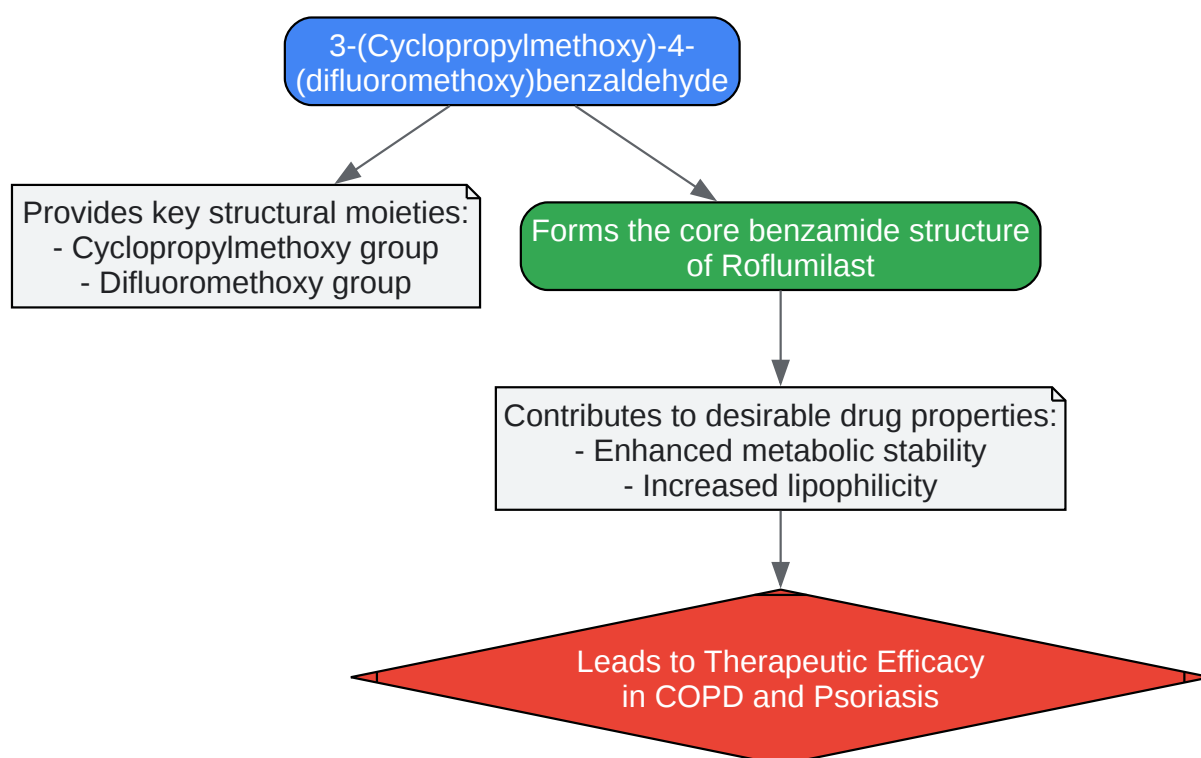 3-(Cyclopropylmethoxy)-4-
(difluoromethoxy)benzaldehyde
Provides key structural moieties:
- Cyclopropylmethoxy group
- Difluoromethoxy group
Forms the core benzamide structure
of Roflumilast
Contributes to desirable drug properties:
- Enhanced metabolic stability
- Increased lipophilicity
Leads to Therapeutic Efficacy
in COPD and Psoriasis